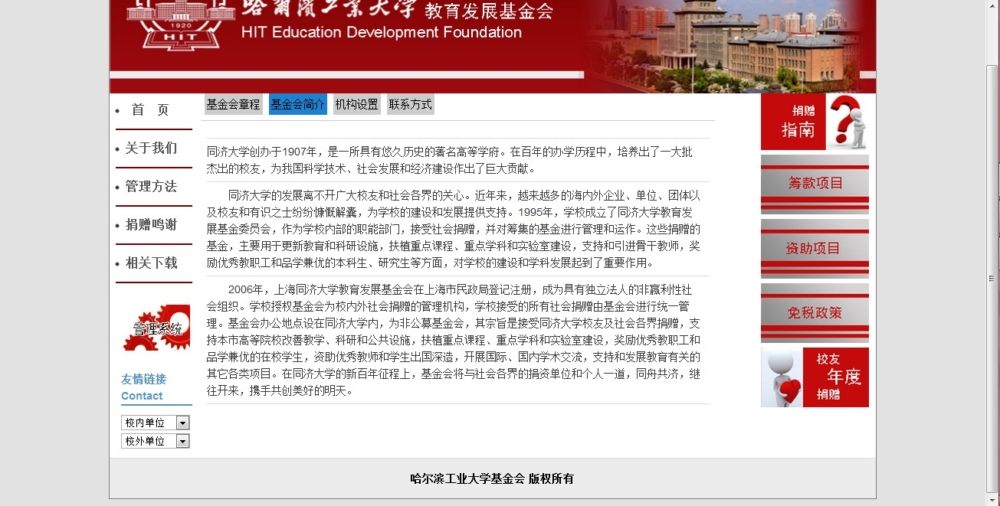 哈尔滨工业大学 教育发展基金会
1920
HIT
HIT Education Development Foundation
首 页
关于我们
管理方法
捐赠鸣谢
相关下载
管理系统
友情链接
Contact
校内单位
校外单位
基金会章程 基金会简介 机构设置 联系方式
同济大学创办于1907年，是一所具有悠久历史的著名高等学府。在百年的办学历程中，培养出了一大批
杰出的校友，为我国科学技术、社会发展和经济建设作出了巨大贡献。
同济大学的发展离不开广大校友和社会各界的关心。近年来，越来越多的海内外企业、单位、团体以
及校友和有识之士纷纷慷慨解囊，为学校的建设和发展提供支持。1995年，学校成立了同济大学教育发
展基金委员会，作为学校内部的职能部门，接受社会捐赠，并对筹集的基金进行管理和运作。这些捐赠的
基金，主要用于更新教育和科研设施，扶植重点课程、重点学科和实验室建设，支持和引进骨干教师，奖
励优秀教职工和品学兼优的本科生、研究生等方面，对学校的建设和学科发展起到了重要作用。
2006年，上海同济大学教育发展基金会在上海市民政局登记注册，成为具有独立法人的非赢利性社
会组织。学校授权基金会为校内外社会捐赠的管理机构，学校接受的所有社会捐赠由基金会进行统一管
理。基金会办公地点设在同济大学内，为非公募基金会，其宗旨是接受同济大学校友及社会各界捐赠，支
持本市高等院校改善教学、科研和公共设施，扶植重点课程、重点学科和实验室建设，奖励优秀教职工和
品学兼优的在校学生，资助优秀教师和学生出国深造，开展国际、国内学术交流，支持和发展教育有关的
其它各类项目。在同济大学的新百年征程上，基金会将与社会各界的捐资单位和个人一道，同舟共济，继
往开来，携手共创美好的明天。
捐赠
指南
筹款项目
资助项目
免税政策
校友
年度
捐赠
哈尔滨工业大学基金会 版权所有